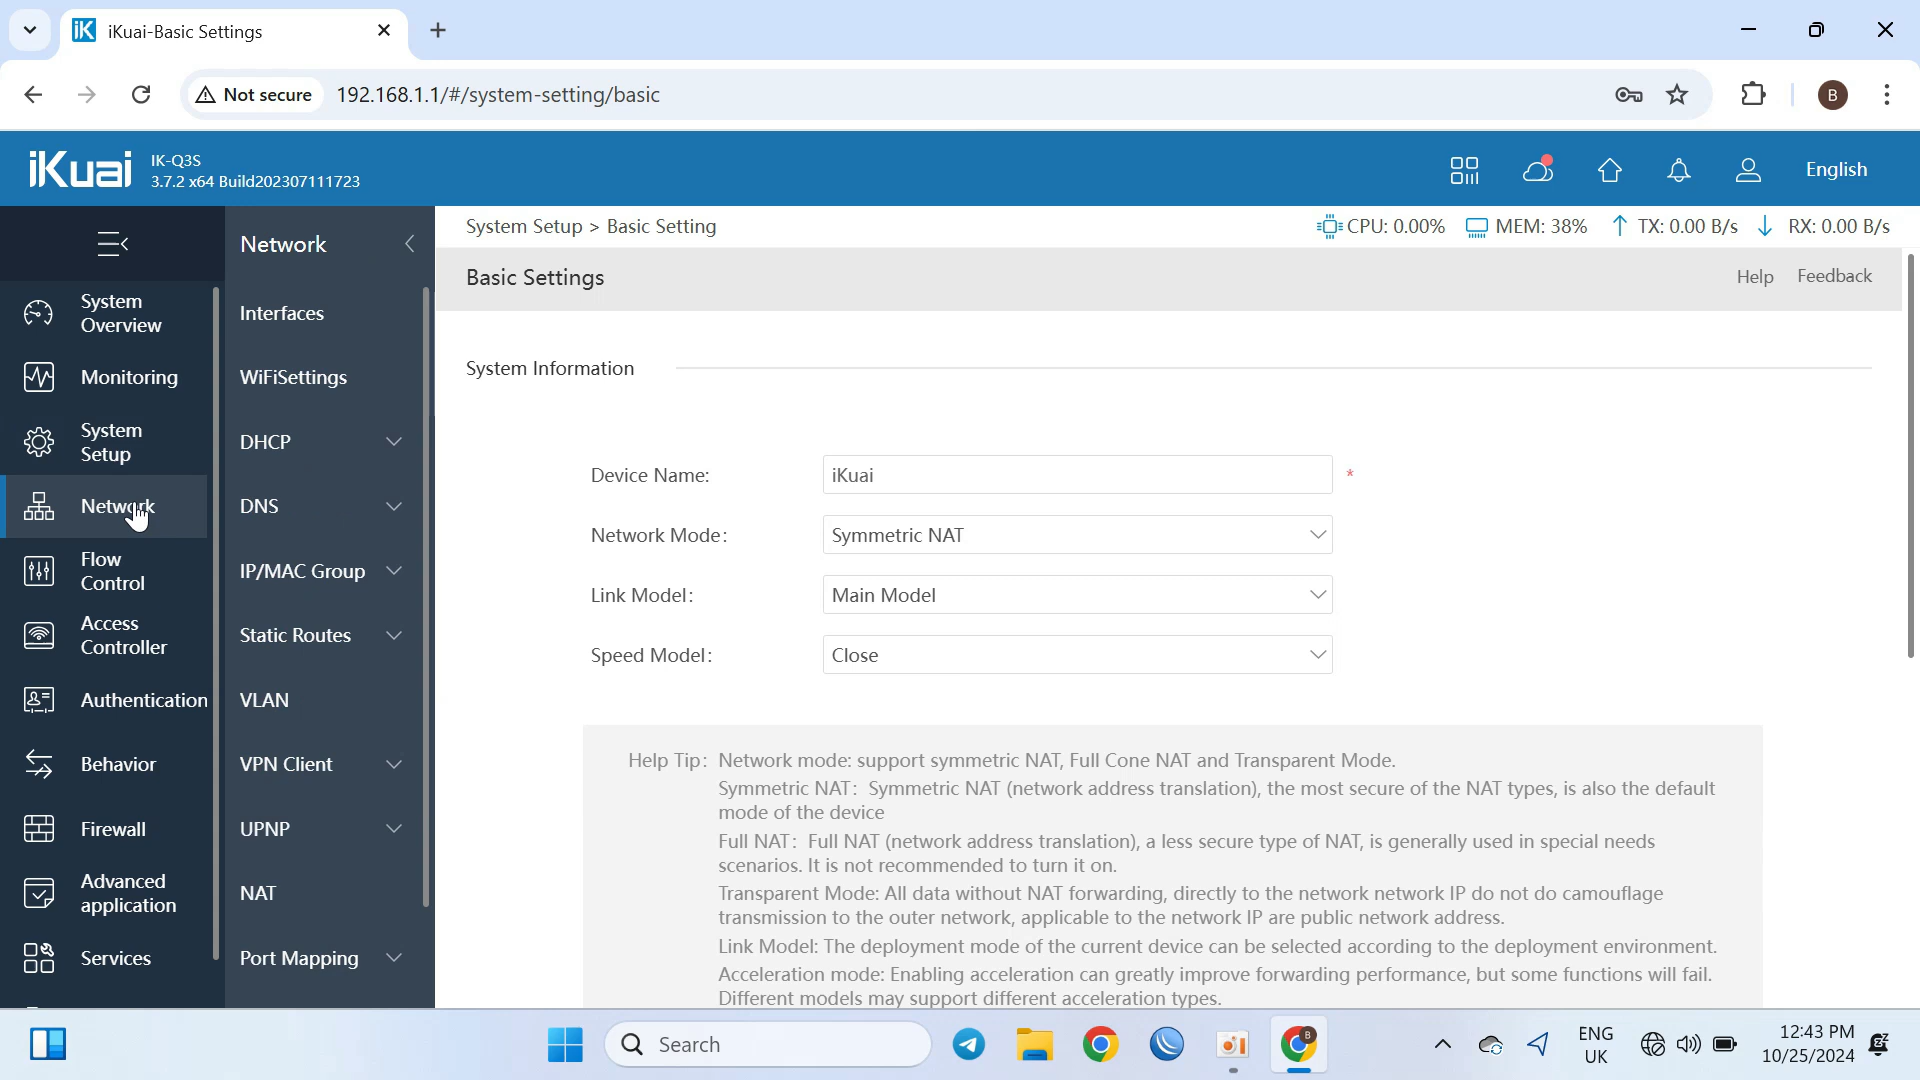 iKuai-Basic Settings
Not secure
192.168.1.1/#/system-setting/basic
B
iKuai
IK-Q3S
3.7.2 x64 Build202307111723
English
Network
System Setup > Basic Setting
CPU: 0.00%
MEM: 38%
TX: 0.00 B/s
RX: 0.00 B/s
Basic Settings
Help
Feedback
System
Overview
Monitoring
System
Setup
Network
Flow
Control
Access
Controller
Authentication
Behavior
Firewall
Advanced
application
Services
Interfaces
WiFiSettings
DHCP
DNS
IP/MAC Group
Static Routes
VLAN
VPN Client
UPNP
NAT
Port Mapping
System Information
Device Name:
iKuai
*
Network Mode:
Symmetric NAT
Link Model:
Main Model
Speed Model:
Close
Help Tip: Network mode: support symmetric NAT, Full Cone NAT and Transparent Mode.
Symmetric NAT: Symmetric NAT (network address translation), the most secure of the NAT types, is also the default
mode of the device
Full NAT: Full NAT (network address translation), a less secure type of NAT, is generally used in special needs
scenarios. It is not recommended to turn it on.
Transparent Mode: All data without NAT forwarding, directly to the network network IP do not do camouflage
transmission to the outer network, applicable to the network IP are public network address.
Link Model: The deployment mode of the current device can be selected according to the deployment environment.
Acceleration mode: Enabling acceleration can greatly improve forwarding performance, but some functions will fail.
Different models may support different acceleration types.
Search
B
ENG
UK
12:43 PM
10/25/2024